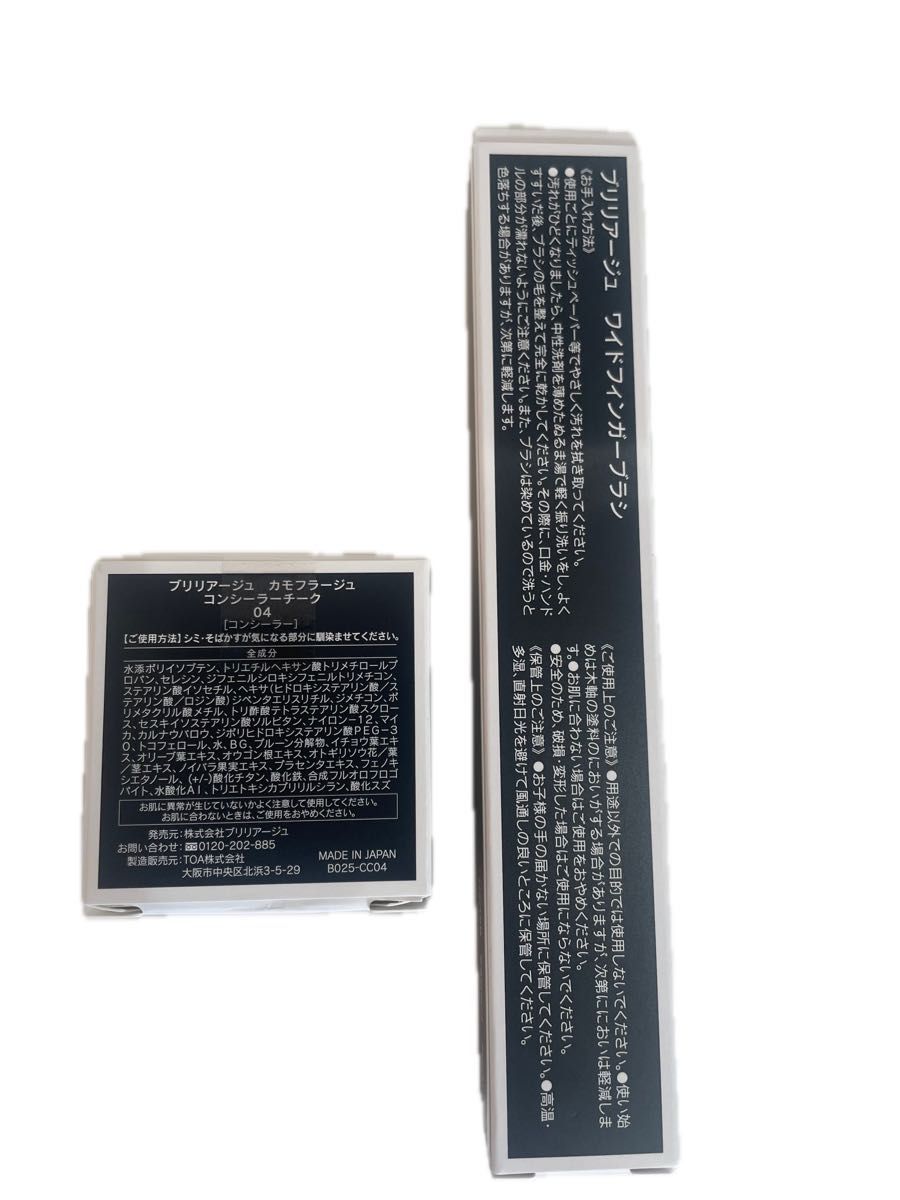 ブリリアージュ カモフラージュ
コンシーラーチーク
04
[コンシーラー]
【ご使用方法】シミ・そばかすが気になる部分に馴染ませてください。
全成分
水添ポリイソブテン、トリエチルヘキサン酸トリメチロールプ
ロパン、セレシン、ジフェニルシロキシフェニルトリメチコン、
ステアリン酸イソセチル、ヘキサ(ヒドロキシステアリン酸/ス
テアリン酸/ロジン酸)ジペンタエリスリチル、ジメチコン、ポ
リメタクリル酸メチル、トリ酢酸テトラステアリン酸スクロー
ス、セスキイソステアリン酸ソルビタン、ナイロン-12、マイ
カ、カルナウバロウ、ジポリヒドロキシステアリン酸PEG-3
0、トコフェロール、水、BG、プルーン分解物、イチョウ葉エキ
ス、オリーブ葉エキス、オウゴン根エキス、オトギリソウ花/葉
/茎エキス、ノイバラ果実エキス、プラセンタエキス、フェノキ
シエタノール、(+/-)酸化チタン、酸化鉄、合成フルオロフロゴ
パイト、水酸化Al、トリエトキシカプリリルシラン、酸化スズ
お肌に異常が生じていないかよく注意して使用してください。
お肌に合わないときは、ご使用をおやめください。
発売元:株式会社ブリリアージュ
お問い合わせ:0120-202-885
製造販売元:TOA株式会社
大阪市中央区北浜3-5-29
MADE IN JAPAN
B025-CC04
ブリリアージュ ワイドフィンガーブラシ
《お手入れ方法》
●使用ごとにティッシュペーパー等でやさしく汚れを拭き取ってください。
●汚れがひどくなりましたら、中性洗剤を薄めたぬるま湯で軽く振り洗いをし、よく
すすいだ後、ブラシの毛を整えて完全に乾かしてください。その際に、口金・ハンド
ルの部分が濡れないようにご注意ください。また、ブラシは染めているので洗うと
色落ちする場合がありますが、次第に軽減します。
《ご使用上のご注意》●用途以外での目的では使用しないでください。●使い始
めは木軸の塗料のにおいがする場合がありますが、次第ににおいは軽減しま
す。●お肌に合わない場合はご使用をおやめください。
●安全のため、破損・変形した場合はご使用にならないでください。
《保管上のご注意》●お子様の手の届かない場所に保管してください。●高温・
多湿、直射日光を避けて風通しの良いところに保管してください。